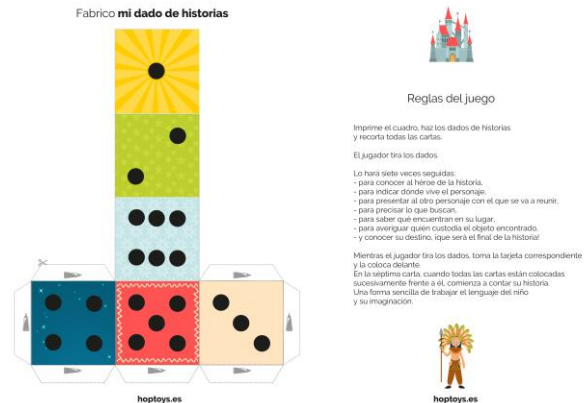 Fabrico mi dado de historias
hoptoys.es
Reglas del juego
Imprime el cuadro, haz los dados de historias
y recorta todas las cartas.
El jugador tira los dados.
Lo hará siete veces seguidas:
- para conocer al héroe de la historia,
- para indicar dónde vive el personaje,
- para presentar al otro personaje con el que se va a reunir,
- para precisar lo que buscan,
- para saber qué encuentran en su lugar,
- para averiguar quién custodia el objeto encontrado,
- y conocer su destino, ¡que será el final de la historia!
Mientras el jugador tira los dados, toma la tarjeta correspondiente
y la coloca delante.
En la séptima carta, cuando todas las cartas están colocadas
sucesivamente frente a él, comienza a contar su historia.
Una forma sencilla de trabajar el lenguaje del niño
y su imaginación.
hoptoys.es